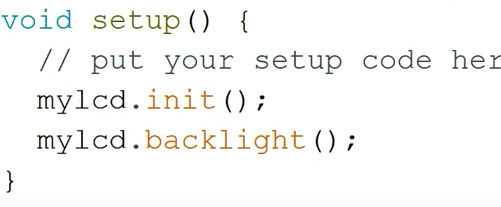 void setup() {
  // put your setup code her
  mylcd.init();
  mylcd.backlight();
}